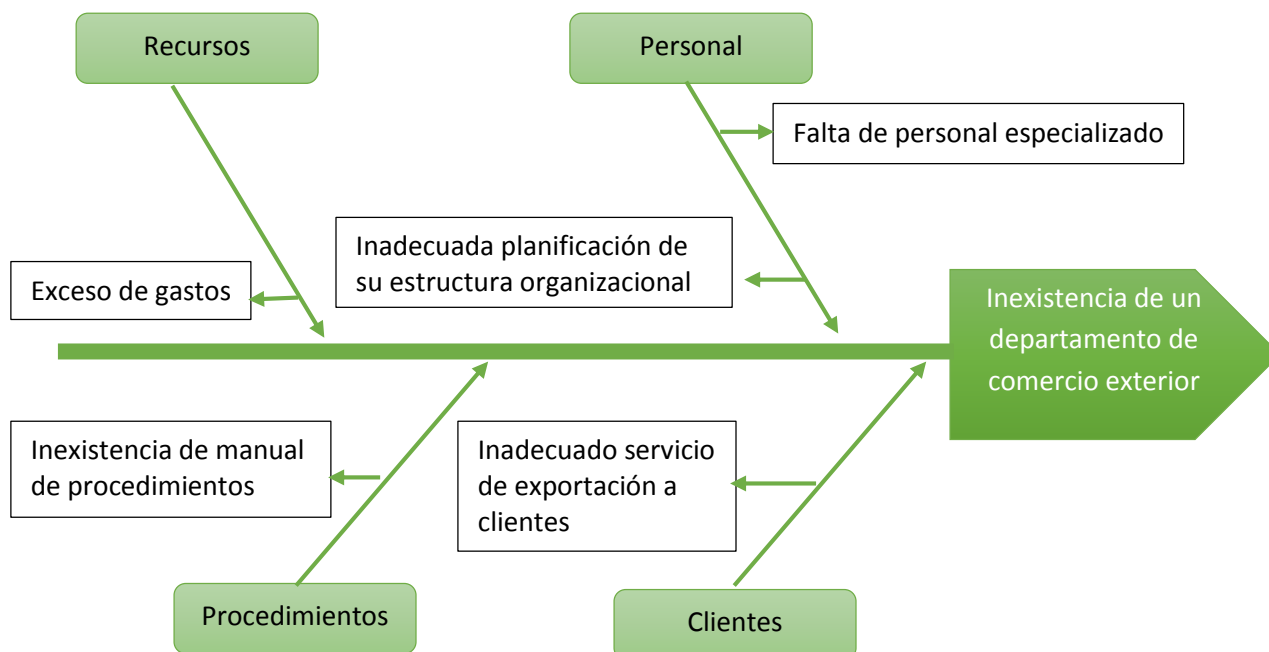 Recursos
Personal
Falta de personal especializado
Inadecuada planificación de
su estructura organizacional
Exceso de gastos
Inexistencia de un
departamento de
comercio exterior
Inexistencia de manual
de procedimientos
Inadecuado servicio
de exportación a
clientes
Procedimientos
Clientes